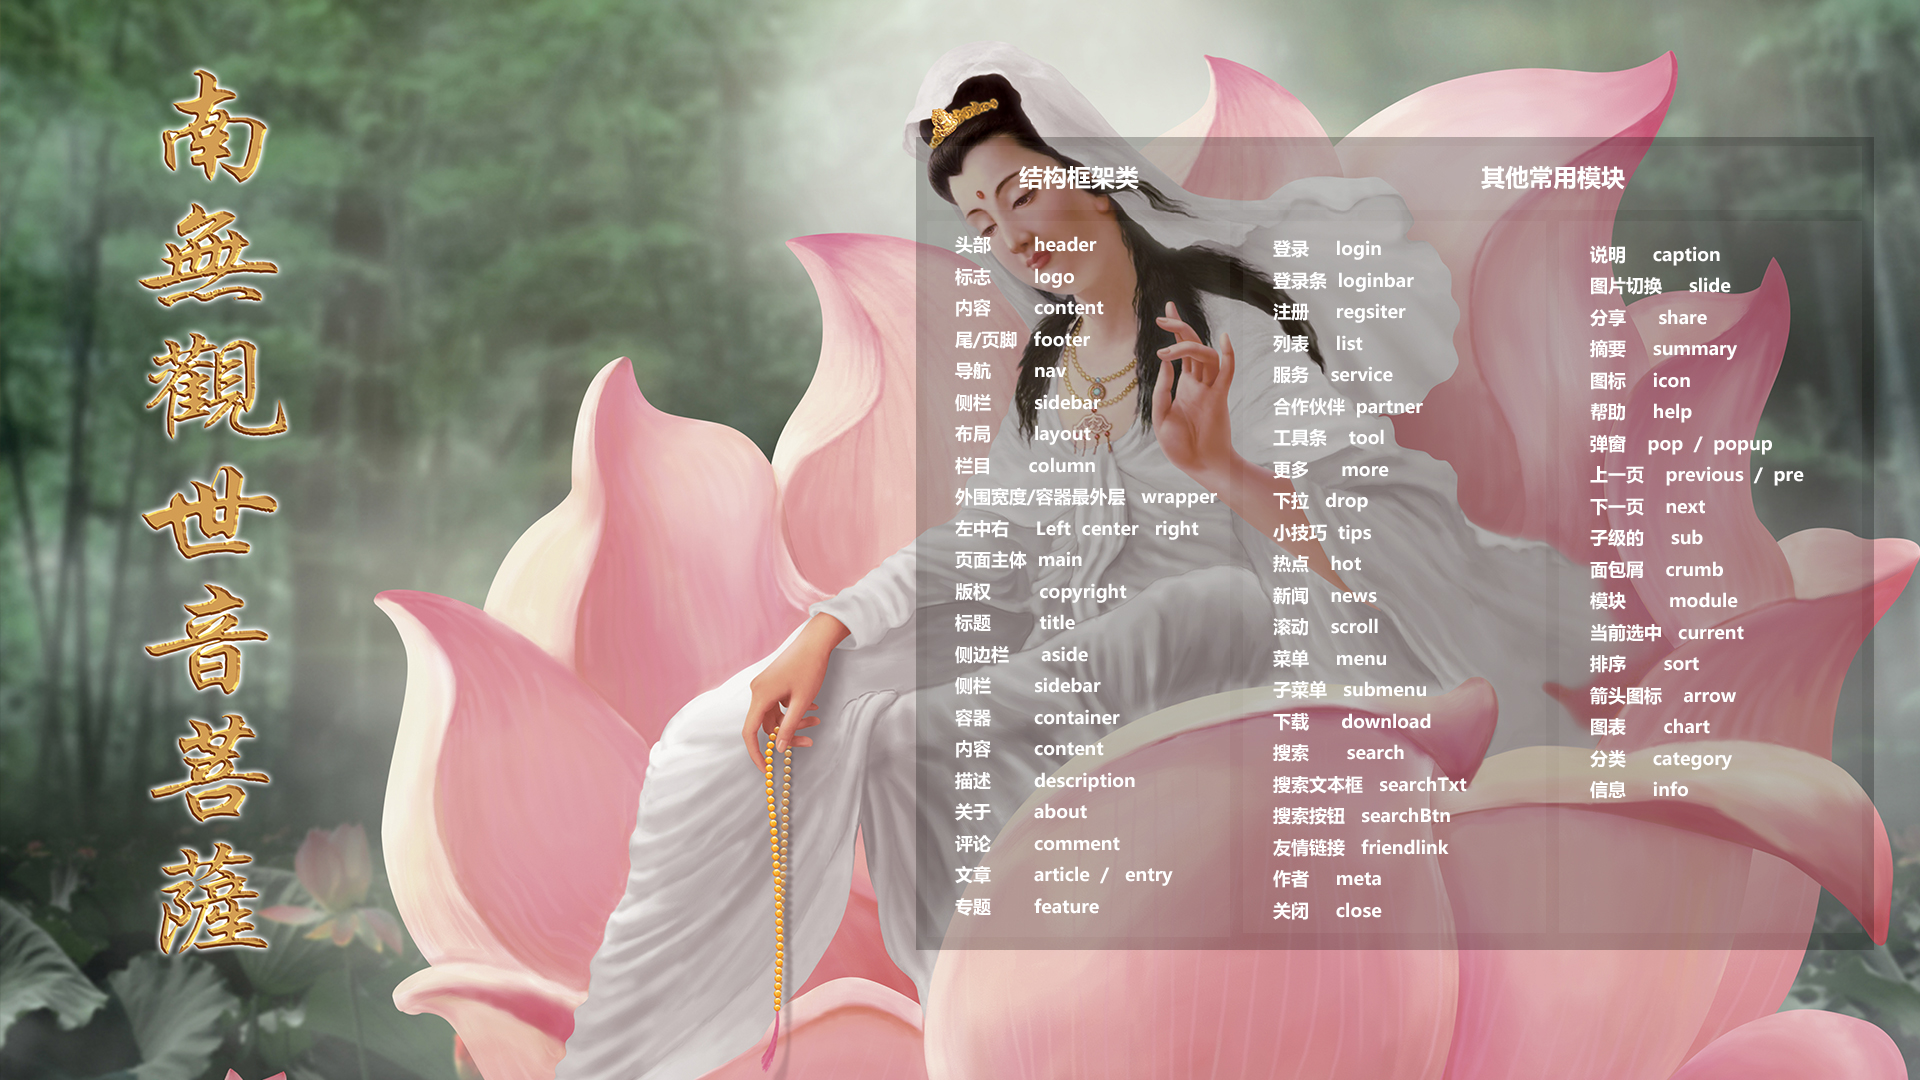 南無觀世音菩薩
结构框架类
头部 header
标志 logo
内容 content
尾/页脚 footer
导航 nav
侧栏 sidebar
布局 layout
栏目 column
外围宽度/容器最外层 wrapper
左中右 Left center right
页面主体 main
版权 copyright
标题 title
侧边栏 aside
侧栏 sidebar
容器 container
内容 content
描述 description
关于 about
评论 comment
文章 article / entry
专题 feature
其他常用模块
登录 login
登录条 loginbar
注册 regsiter
列表 list
服务 service
合作伙伴 partner
工具条 tool
更多 more
下拉 drop
小技巧 tips
热点 hot
新闻 news
滚动 scroll
菜单 menu
子菜单 submenu
下载 download
搜索 search
搜索文本框 searchTxt
搜索按钮 searchBtn
友情链接 friendlink
作者 meta
关闭 close
说明 caption
图片切换 slide
分享 share
摘要 summary
图标 icon
帮助 help
弹窗 pop / popup
上一页 previous / pre
下一页 next
子级的 sub
面包屑 crumb
模块 module
当前选中 current
排序 sort
箭头图标 arrow
图表 chart
分类 category
信息 info